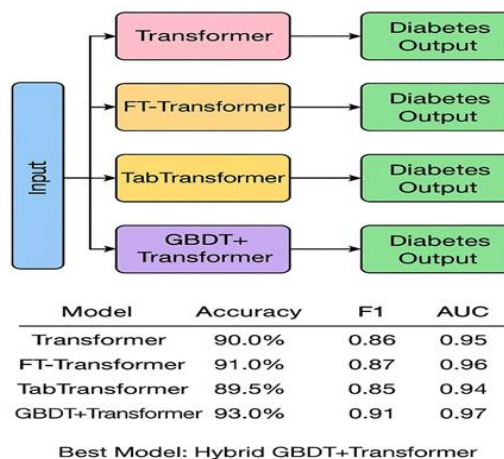 Input
Transformer
Diabetes
Output
FT-Transformer
Diabetes
Output
TabTransformer
Diabetes
Output
GBDT+
Transformer
Diabetes
Output
Model Accuracy F1 AUC
Transformer 90.0% 0.86 0.95
FT-Transformer 91.0% 0.87 0.96
TabTransformer 89.5% 0.85 0.94
GBDT+Transformer 93.0% 0.91 0.97
Best Model: Hybrid GBDT+Transformer